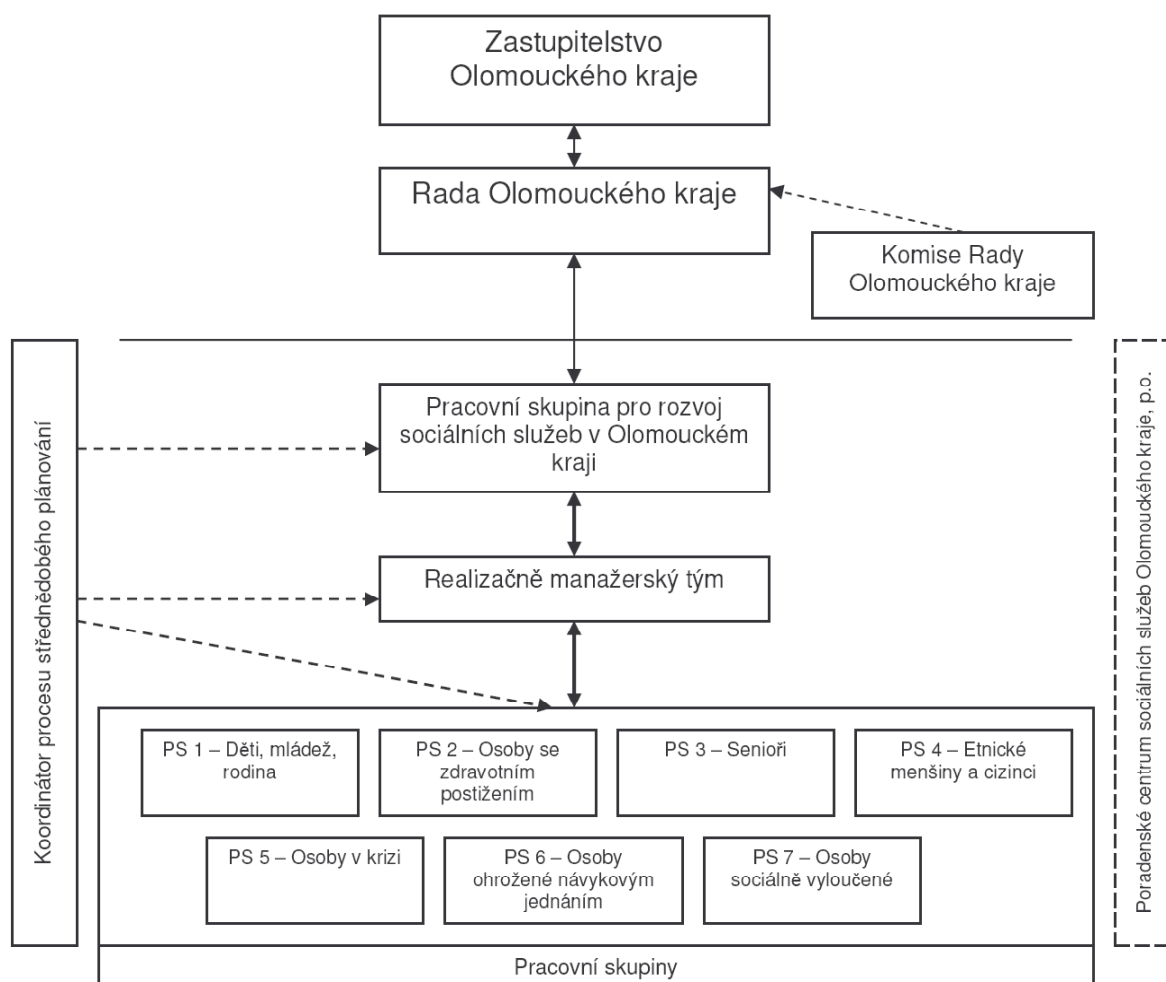 Zastupitelstvo
Olomouckého kraje
Rada Olomouckého kraje
Komise Rady
Olomouckého kraje
Koordinátor procesu střednědobého plánování
Poradenské centrum sociálních služeb Olomouckého kraje, p.o.
Pracovní skupina pro rozvoj
sociálních služeb v Olomouckém
kraji
Realizačně manažerský tým
PS 1 – Děti, mládež,
rodina
PS 2 – Osoby se
zdravotním
postižením
PS 3 – Senioři
PS 4 – Etnické
menšiny a cizinci
PS 5 – Osoby v krizi
PS 6 – Osoby
ohrožené návykovým
jednáním
PS 7 – Osoby
sociálně vyloučené
Pracovní skupiny